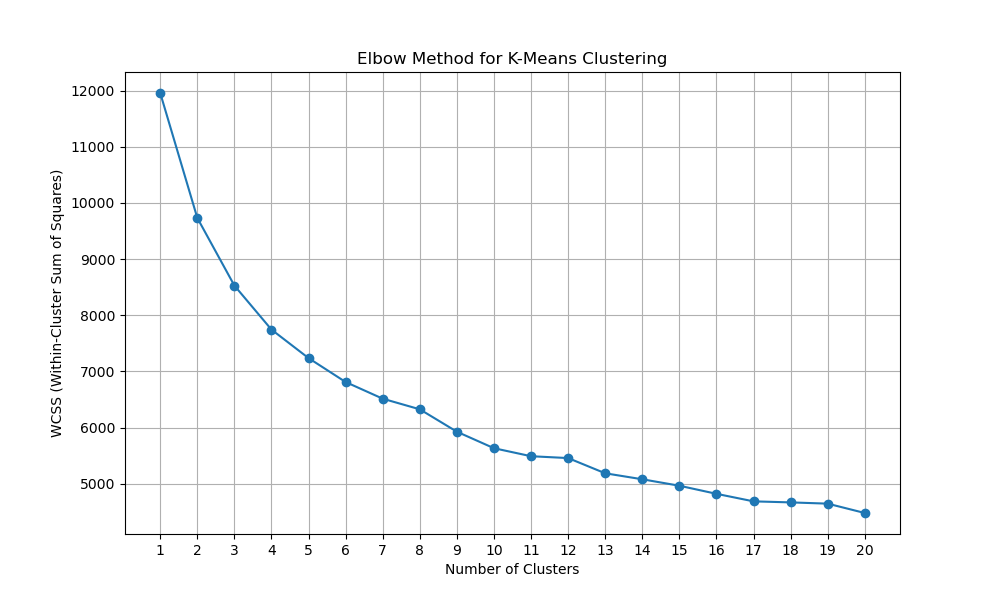 Elbow Method for K-Means Clustering
12000
11000
10000
9000
8000
7000
6000
5000
WCSS (Within-Cluster Sum of Squares)
1 2 3 4 5 6 7 8 9 10 11 12 13 14 15 16 17 18 19 20
Number of Clusters